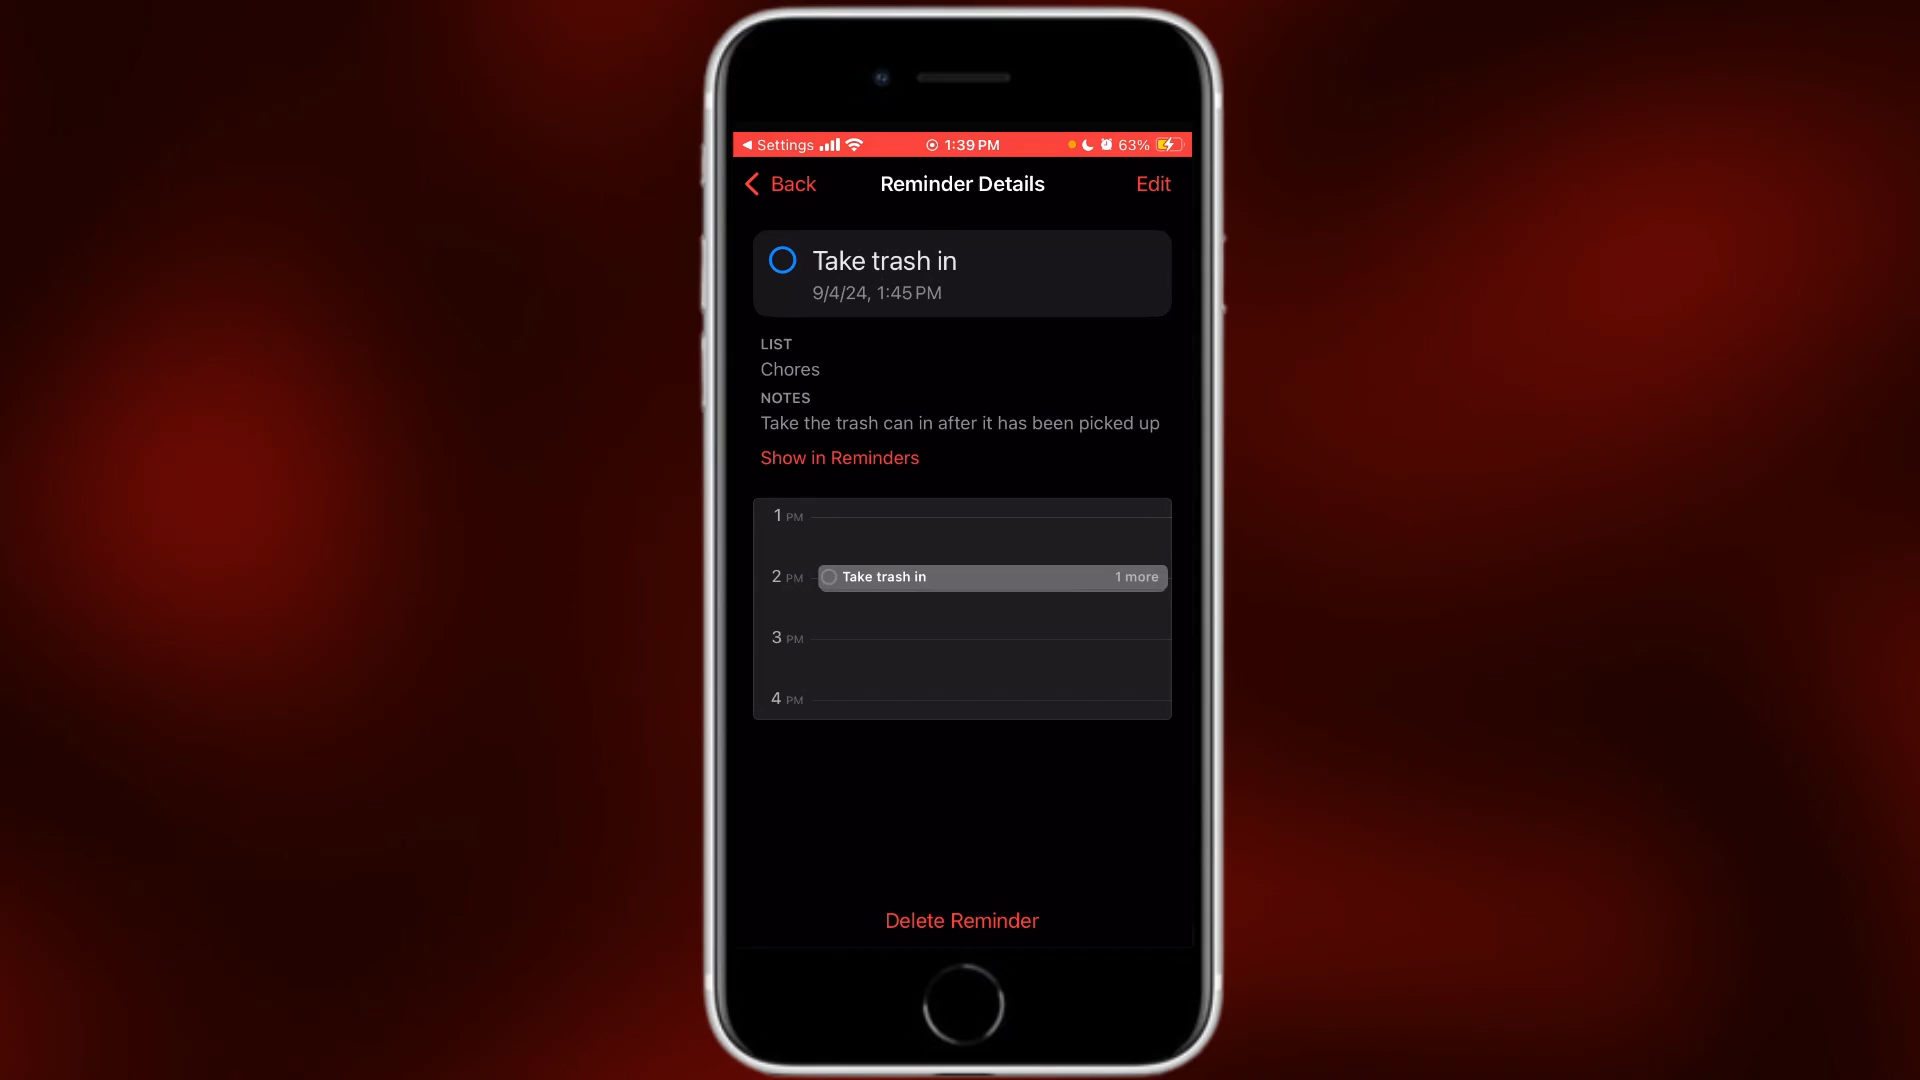 ◀ Settings 1:39 PM 63%
Back Reminder Details Edit
Take trash in
9/4/24, 1:45 PM
LIST
Chores
NOTES
Take the trash can in after it has been picked up
Show in Reminders
1 PM
2 PM Take trash in 1 more
3 PM
4 PM
Delete Reminder